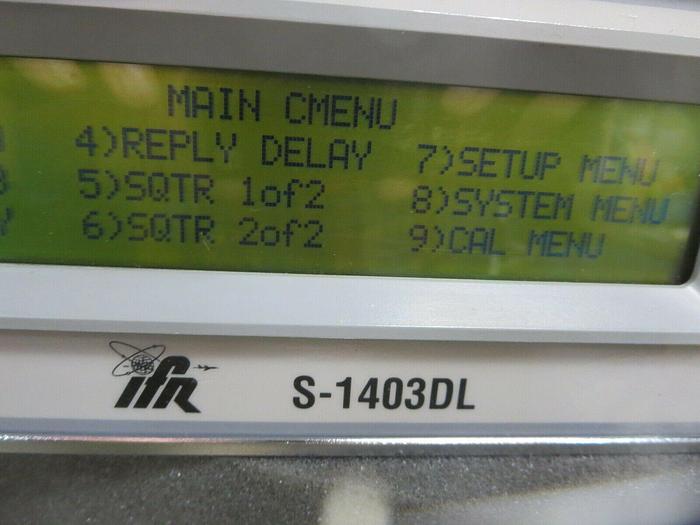 MAIN CMENU
4)REPLY DELAY 7)SETUP MENU
5)SQTR 1of2 8)SYSTEM MENU
6)SQTR 2of2 9)CAL MENU
ifr S-1403DL